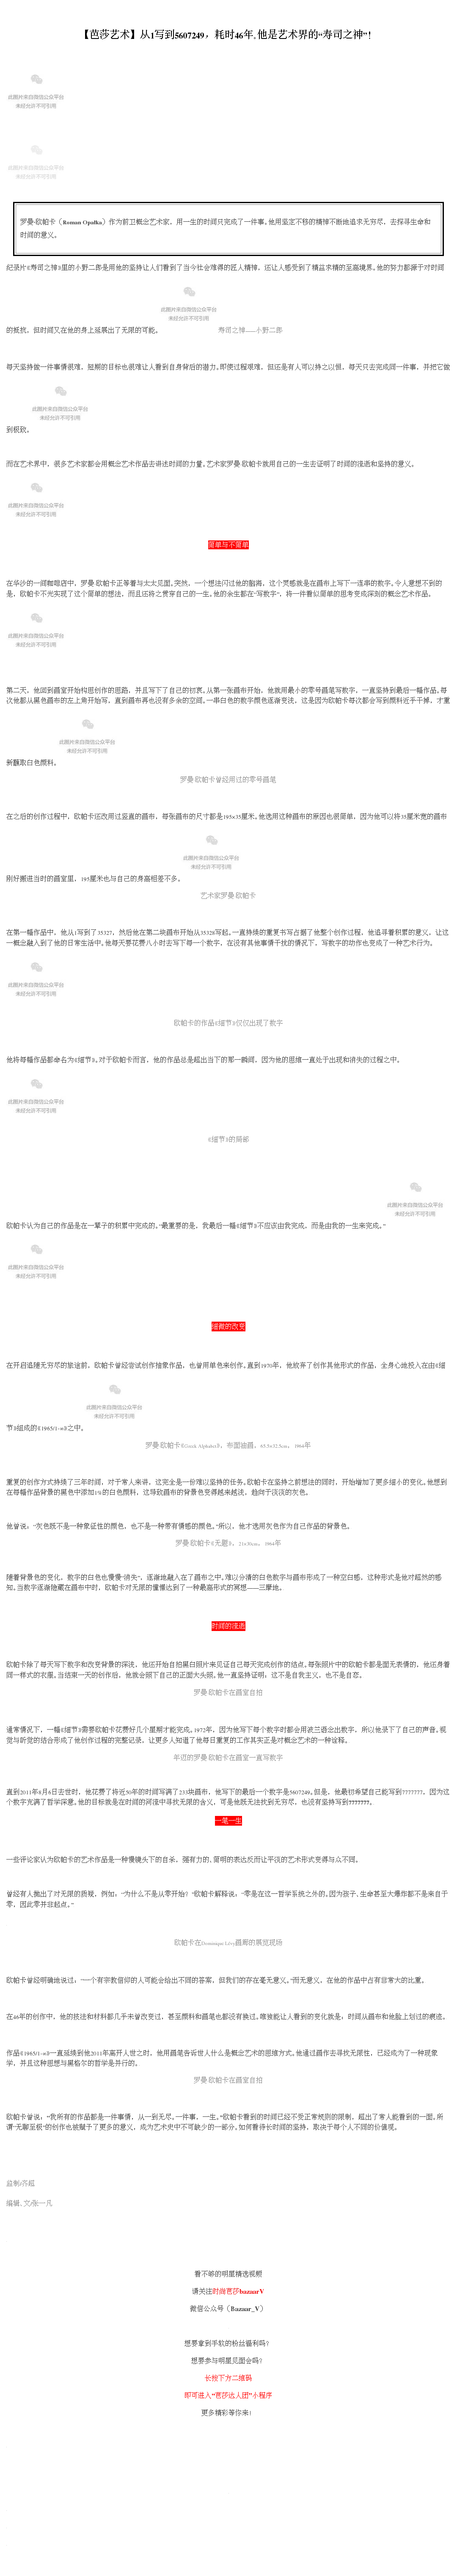 【芭莎艺术】从1写到5607249，耗时46年，他是艺术界的“寿司之神”！
此图片来自微信公众平台
未经允许不可引用
此图片来自微信公众平台
未经允许不可引用
罗曼·欧帕卡（Roman Opalka）作为前卫概念艺术家，用一生的时间只完成了一件事。他用坚定不移的精神不断地追求无穷尽，去探寻生命和
时间的意义。
纪录片《寿司之神》里的小野二郎是用他的坚持让人们看到了当今社会难得的匠人精神，还让人感受到了精益求精的至高境界。他的努力都源于对时间
此图片来自微信公众平台
未经允许不可引用
的抵抗，但时间又在他的身上延展出了无限的可能。 寿司之神——小野二郎
每天坚持做一件事情很难，短期的目标也很难让人看到自身背后的潜力。即使过程艰难，但还是有人可以持之以恒，每天只去完成同一件事，并把它做
此图片来自微信公众平台
未经允许不可引用
到极致。
而在艺术界中，很多艺术家都会用概念艺术作品去讲述时间的力量。艺术家罗曼·欧帕卡就用自己的一生去证明了时间的流逝和坚持的意义。
此图片来自微信公众平台
未经允许不可引用
简单与不简单
在华沙的一间咖啡店中，罗曼·欧帕卡正等着与太太见面。突然，一个想法闪过他的脑海，这个灵感就是在画布上写下一连串的数字。令人意想不到的
是，欧帕卡不光实现了这个简单的想法，而且还将之贯穿自己的一生。他的余生都在“写数字”，将一件看似简单的思考变成深刻的概念艺术作品。
此图片来自微信公众平台
未经允许不可引用
第二天，他回到画室开始构思创作的思路，并且写下了自己的初衷。从第一张画布开始，他就用最小的零号画笔写数字，一直坚持到最后一幅作品。每
次他都从黑色画布的左上角开始写，直到画布再也没有多余的空间。一串白色的数字颜色逐渐变淡，这是因为欧帕卡每次都会写到颜料近乎干掉，才重
此图片来自微信公众平台
未经允许不可引用
新蘸取白色颜料。
罗曼·欧帕卡曾经用过的零号画笔
在之后的创作过程中，欧帕卡还改用过竖直的画布，每张画布的尺寸都是195×35厘米。他选用这种画布的原因也很简单，因为他可以将35厘米宽的画布
此图片来自微信公众平台
未经允许不可引用
刚好搬进当时的画室里，195厘米也与自己的身高相差不多。
艺术家罗曼·欧帕卡
在第一幅作品中，他从1写到了35327，然后他在第二块画布开始从35328写起。一直持续的重复书写占据了他整个创作过程，他追寻着积累的意义，让这
一概念融入到了他的日常生活中。他每天要花费八小时去写下每一个数字，在没有其他事情干扰的情况下，写数字的动作也变成了一种艺术行为。
此图片来自微信公众平台
未经允许不可引用
欧帕卡的作品《细节》仅仅出现了数字
他将每幅作品都命名为《细节》。对于欧帕卡而言，他的作品总是超出当下的那一瞬间，因为他的思维一直处于出现和消失的过程之中。
此图片来自微信公众平台
未经允许不可引用
《细节》的局部
此图片来自微信公众平台
未经允许不可引用
欧帕卡认为自己的作品是在一辈子的积累中完成的。“最重要的是，我最后一幅《细节》不应该由我完成，而是由我的一生来完成。”
此图片来自微信公众平台
未经允许不可引用
细微的改变
在开启追随无穷尽的旅途前，欧帕卡曾经尝试创作抽象作品，也曾用单色来创作。直到1970年，他放弃了创作其他形式的作品，全身心地投入在由《细
此图片来自微信公众平台
未经允许不可引用
节》组成的《1965/1-∞》之中。
罗曼·欧帕卡《Greek Alphabet》，布面油画，63.5×52.5cm，1964年
重复的创作方式持续了三年时间，对于常人来讲，这完全是一份难以坚持的任务。欧帕卡在坚持之前想法的同时，开始增加了更多细小的变化。他想到
在每幅作品背景的黑色中添加1%的白色颜料，这导致画布的背景色变得越来越淡，趋向于淡淡的灰色。
他曾说：“灰色既不是一种象征性的颜色，也不是一种带有情感的颜色。”所以，他才选用灰色作为自己作品的背景色。
罗曼·欧帕卡《无题》，21×30cm，1964年
随着背景色的变化，数字的白色也慢慢“消失”，逐渐地融入在了画布之中。难以分清的白色数字与画布形成了一种空白感，这种形式是他对超然的感
知。当数字逐渐隐藏在画布中时，欧帕卡对无限的憧憬达到了一种最高形式的冥想——三摩地。
时间的流逝
欧帕卡除了每天写下数字和改变背景的深浅，他还开始自拍黑白照片来见证自己每天完成创作的结点。每张照片中的欧帕卡都是面无表情的，他还身着
同一样式的衣服。当结束一天的创作后，他就会照下自己的正面大头照。他一直坚持证明，这不是自我主义，也不是自恋。
罗曼·欧帕卡在画室自拍
通常情况下，一幅《细节》需要欧帕卡花费好几个星期才能完成。1972年，因为他写下每个数字时都会用波兰语念出数字，所以他录下了自己的声音。视
觉与听觉的结合形成了他创作过程的完整记录，让更多人知道了他每日重复的工作其实正是对概念艺术的一种诠释。
年迈的罗曼·欧帕卡在画室一直写数字
直到2011年8月6日去世时，他花费了将近50年的时间写满了233块画布，他写下的最后一个数字是5607249。但是，他最初希望自己能写到7777777，因为这
个数字充满了哲学深意。他的目标就是在时间的河流中寻找无限的含义，可是他既无法找到无穷尽，也没有坚持写到7777777。
一笔一生
一些评论家认为欧帕卡的艺术作品是一种慢镜头下的自杀，强有力的、简明的表达反而让平淡的艺术形式变得与众不同。
曾经有人抛出了对无限的质疑，例如，“为什么不是从零开始？”欧帕卡解释说，“零是在这一哲学系统之外的。因为孩子、生命甚至大爆炸都不是来自于
零，因此零并非起点。”
欧帕卡在Dominique Lévy画廊的展览现场
欧帕卡曾经明确地说过：“一个有宗教信仰的人可能会给出不同的答案，但我们的存在毫无意义。”而无意义，在他的作品中占有非常大的比重。
在46年的创作中，他的技法和材料都几乎未曾改变过，甚至颜料和画笔也都没有换过。唯独能让人看到的变化就是，时间从画布和他脸上划过的痕迹。
作品《1965/1-∞》一直延续到他2011年离开人世之时，他用画笔告诉世人什么是概念艺术的思维方式。他通过画作去寻找无限性，已经成为了一种现象
学，并且这种思想与黑格尔的哲学是并行的。
罗曼·欧帕卡在画室自拍
欧帕卡曾说：“我所有的作品都是一件事情，从一到无尽。一件事，一生。”欧帕卡看到的时间已经不受正常规则的限制，超出了常人能看到的一面。所
谓“无聊至极”的创作也被赋予了更多的意义，成为艺术史中不可缺少的一部分。如何看待长时间的坚持，取决于每个人不同的价值观。
监制/齐超
编辑、文/张一凡
看不够的明星精选视频
请关注时尚芭莎bazaarV
微信公众号（Bazaar_V）
想要拿到手软的粉丝福利吗？
想要参与明星见面会吗？
长按下方二维码
即可进入“芭莎达人团”小程序
更多精彩等你来！